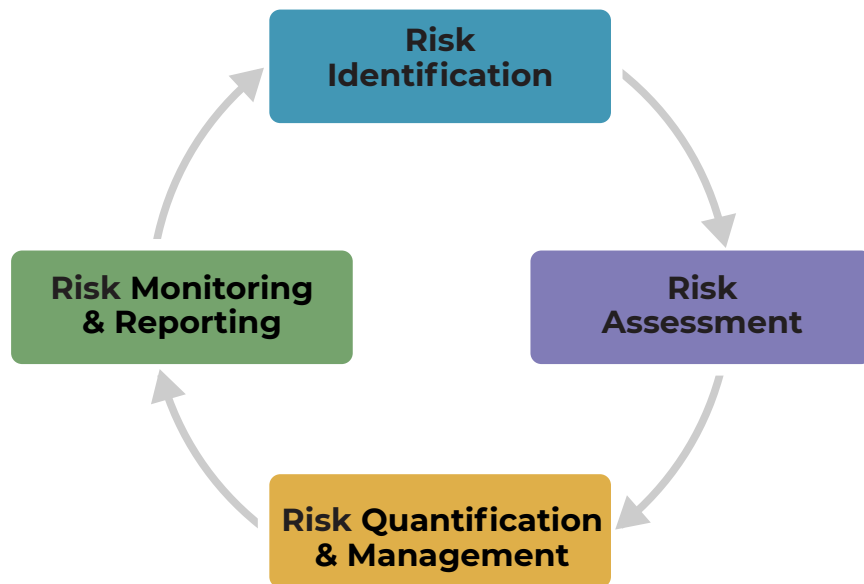 Risk
Identification
Risk
Assessment
Risk Quantification
& Management
Risk Monitoring
& Reporting